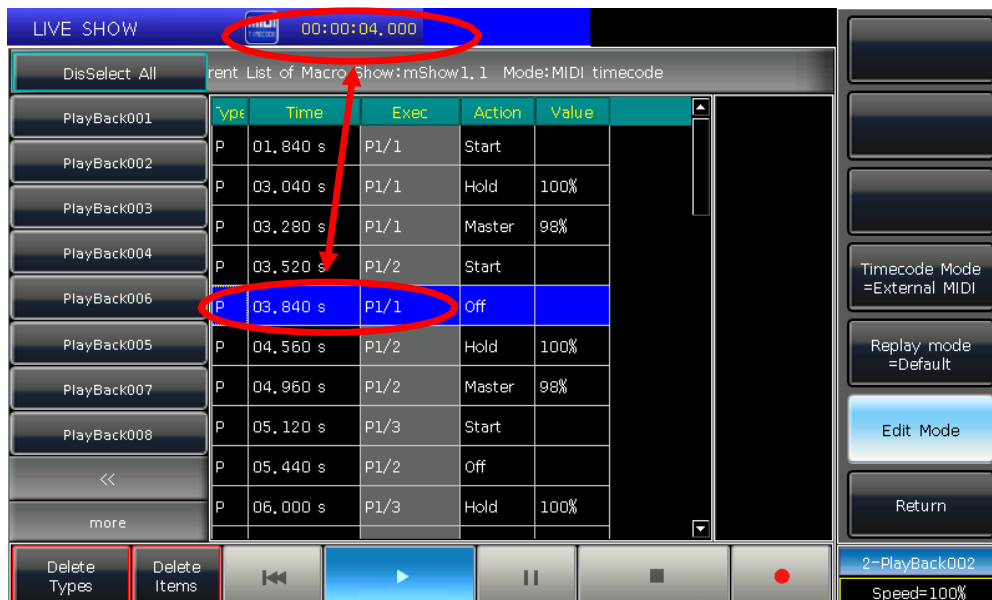 LIVE SHOW
MIDI
TIMECODE
00:00:04.000
DisSelect All
rent List of Macro Show:mShow1.1 Mode:MIDI timecode
PlayBack001
PlayBack002
PlayBack003
PlayBack004
PlayBack006
PlayBack005
PlayBack007
PlayBack008
<<
more
Type Time Exec Action Value
P 01.840 s P1/1 Start
P 03.040 s P1/1 Hold 100%
P 03.280 s P1/1 Master 98%
P 03.520 s P1/2 Start
P 03.840 s P1/1 Off
P 04.560 s P1/2 Hold 100%
P 04.960 s P1/2 Master 98%
P 05.120 s P1/3 Start
P 05.440 s P1/2 Off
P 06.000 s P1/3 Hold 100%
Timecode Mode
=External MIDI
Replay mode
=Default
Edit Mode
Return
Delete
Types
Delete
Items
2-PlayBack002
Speed=100%